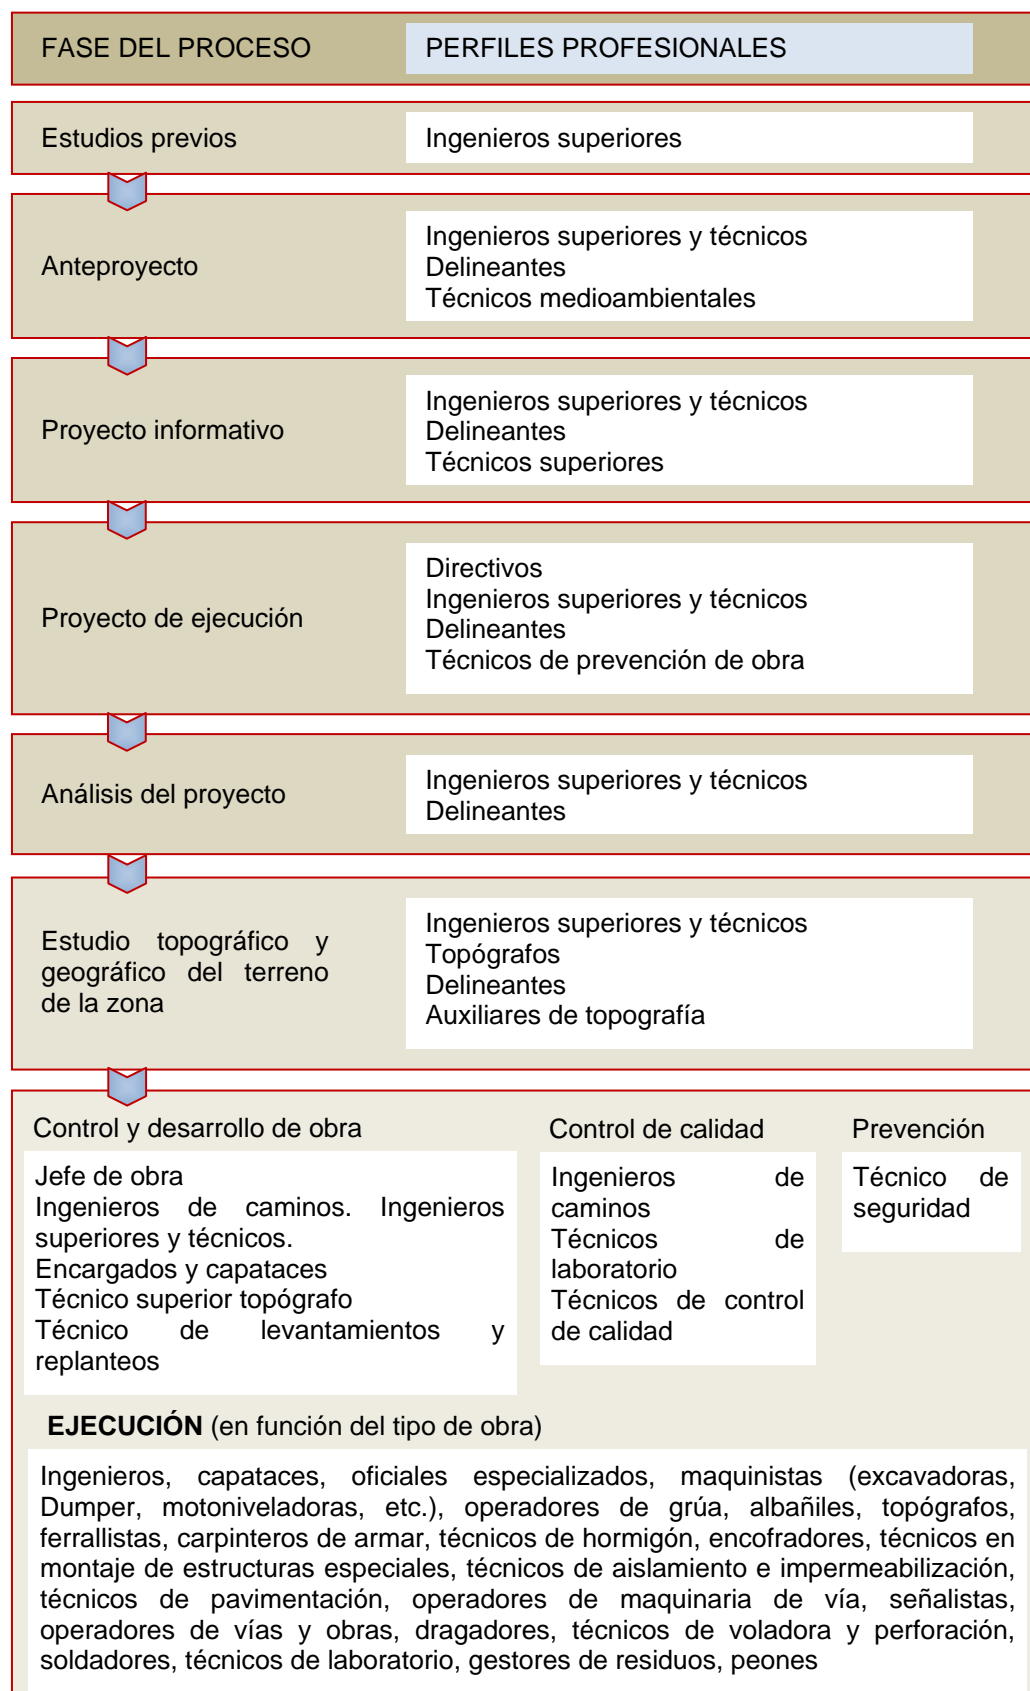 FASE DEL PROCESO PERFILES PROFESIONALES
Estudios previos
Ingenieros superiores
Anteproyecto
Ingenieros superiores y técnicos
Delineantes
Técnicos medioambientales
Proyecto informativo
Ingenieros superiores y técnicos
Delineantes
Técnicos superiores
Proyecto de ejecución
Directivos
Ingenieros superiores y técnicos
Delineantes
Técnicos de prevención de obra
Análisis del proyecto
Ingenieros superiores y técnicos
Delineantes
Estudio topográfico y
geográfico del terreno
de la zona
Ingenieros superiores y técnicos
Topógrafos
Delineantes
Auxiliares de topografía
Control y desarrollo de obra
Jefe de obra
Ingenieros de caminos. Ingenieros
superiores y técnicos.
Encargados y capataces
Técnico superior topógrafo
Técnico de levantamientos y
replanteos
Control de calidad
Ingenieros de
caminos
Técnicos de
laboratorio
Técnicos de control
de calidad
Prevención
Técnico de
seguridad
EJECUCIÓN (en función del tipo de obra)
Ingenieros, capataces, oficiales especializados, maquinistas (excavadoras,
Dumper, motoniveladoras, etc.), operadores de grúa, albañiles, topógrafos,
ferrallistas, carpinteros de armar, técnicos de hormigón, encofradores, técnicos en
montaje de estructuras especiales, técnicos de aislamiento e impermeabilización,
técnicos de pavimentación, operadores de maquinaria de vía, señalistas,
operadores de vías y obras, dragadores, técnicos de voladora y perforación,
soldadores, técnicos de laboratorio, gestores de residuos, peones